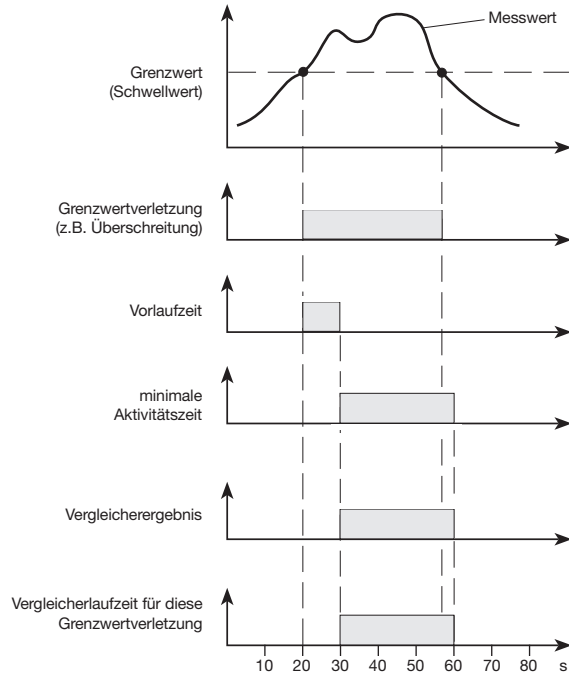 Messwert
Grenzwert
(Schwellwert)
Grenzwertverletzung
(z.B. Überschreitung)
Vorlaufzeit
minimale
Aktivitätszeit
Vergleicherergebnis
Vergleicherlaufzeit für diese
Grenzwertverletzung
10 20 30 40 50 60 70 80 s